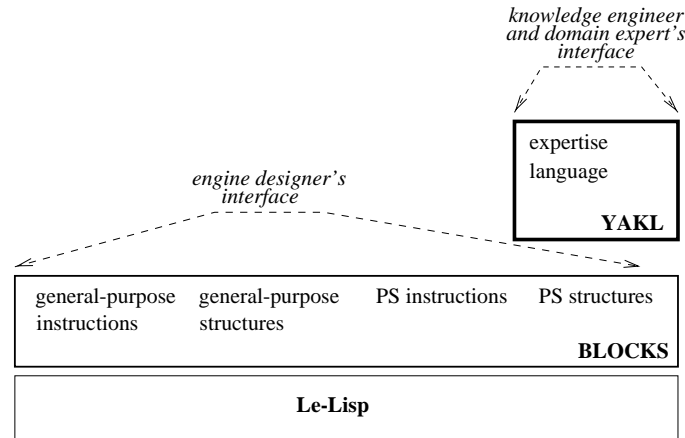 knowledge engineer
and domain expert's
interface
expertise
language
YAKL
engine designer's
interface
general-purpose general-purpose PS instructions PS structures
instructions structures
BLOCKS
Le-Lisp